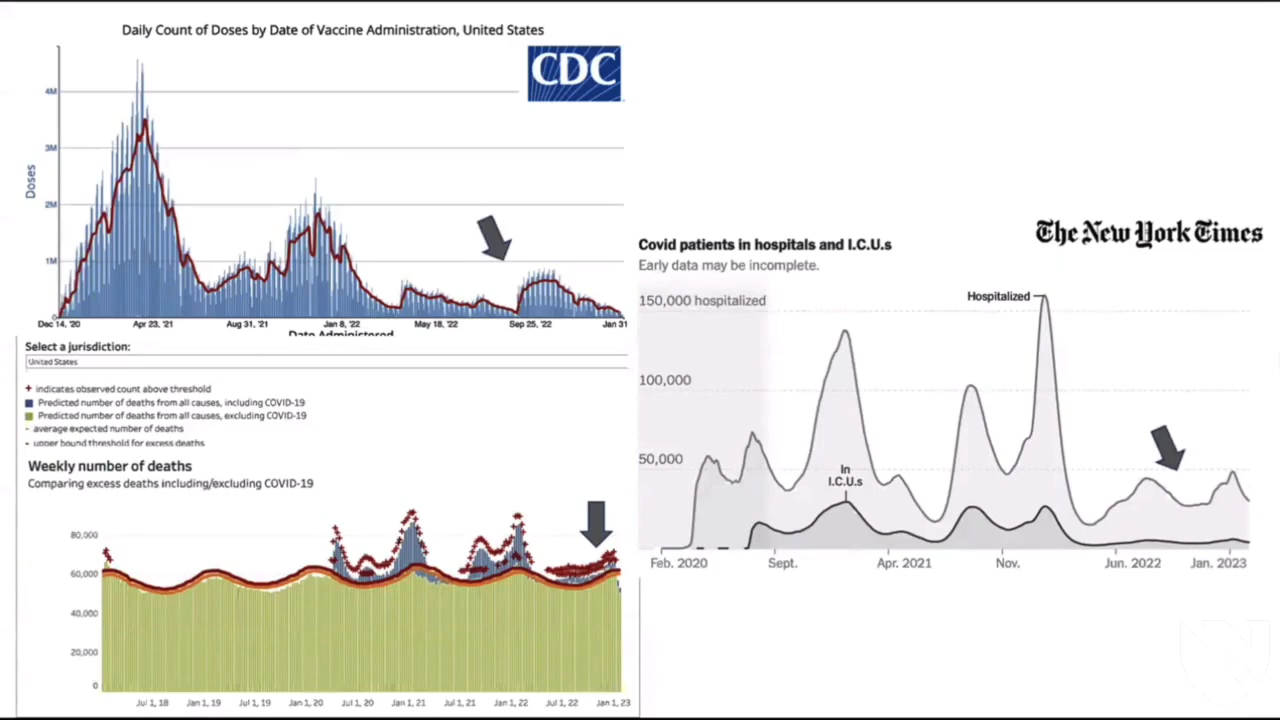 Daily Count of Doses by Date of Vaccine Administration, United States
CDC
4M
3M
2M
1M
0
Doses
Dec 14, '20 Apr 23, '21 Aug 31, '21 Jan 8, '22 May 18, '22 Sep 25, '22 Jan 31
Date Administered
Select a jurisdiction:
United States
indicates observed count above threshold
Predicted number of deaths from all causes, including COVID-19
Predicted number of deaths from all causes, excluding COVID-19
- average expected number of deaths
- upper bound threshold for excess deaths
Weekly number of deaths
Comparing excess deaths including/excluding COVID-19
80,000
60,000
40,000
20,000
0
Jul 1, 18 Jan 1, 19 Jul 1, 19 Jan 1, 20 Jul 1, 20 Jan 1, 21 Jul 1, 21 Jan 1, 22 Jul 1, 22 Jan 1, 23
The New York Times
Covid patients in hospitals and I.C.U.s
Early data may be incomplete.
150,000 hospitalized
Hospitalized
100,000
50,000
In
I.C.U.s
Feb. 2020 Sept. Apr. 2021 Nov. Jun. 2022 Jan. 2023